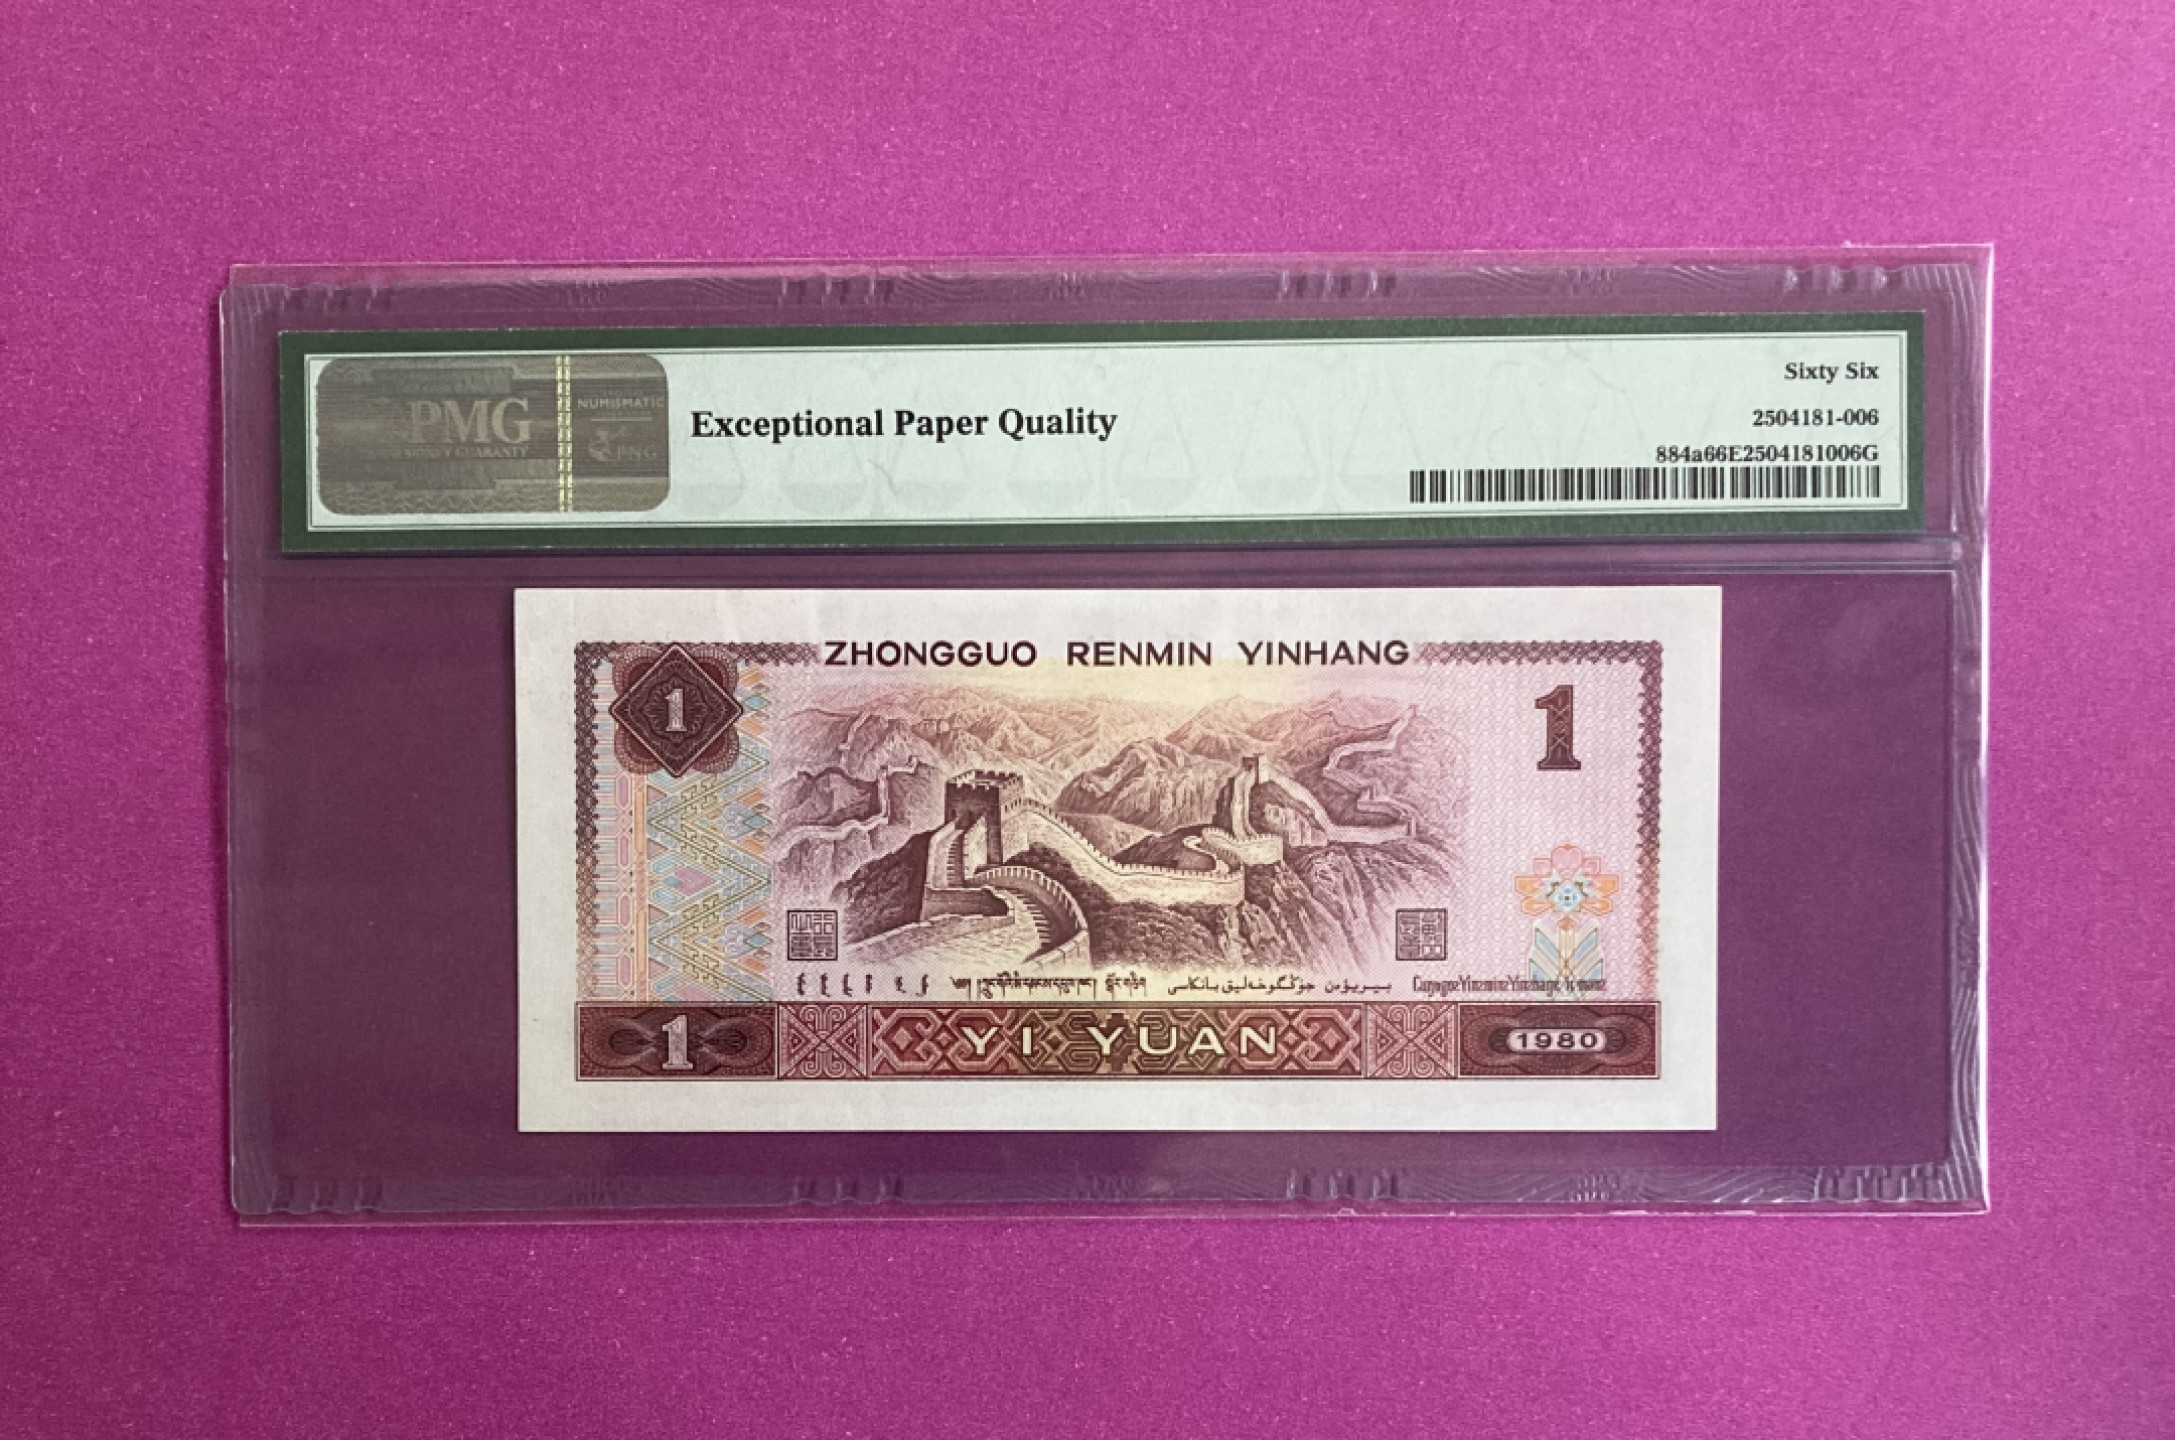 PMG
NUMISMATIC
PNG
Exceptional Paper Quality
Sixty Six
2504181-006
884a66E2504181006G
ZHONGGUO RENMIN YINHANG
1
1
1
YI YUAN
1980